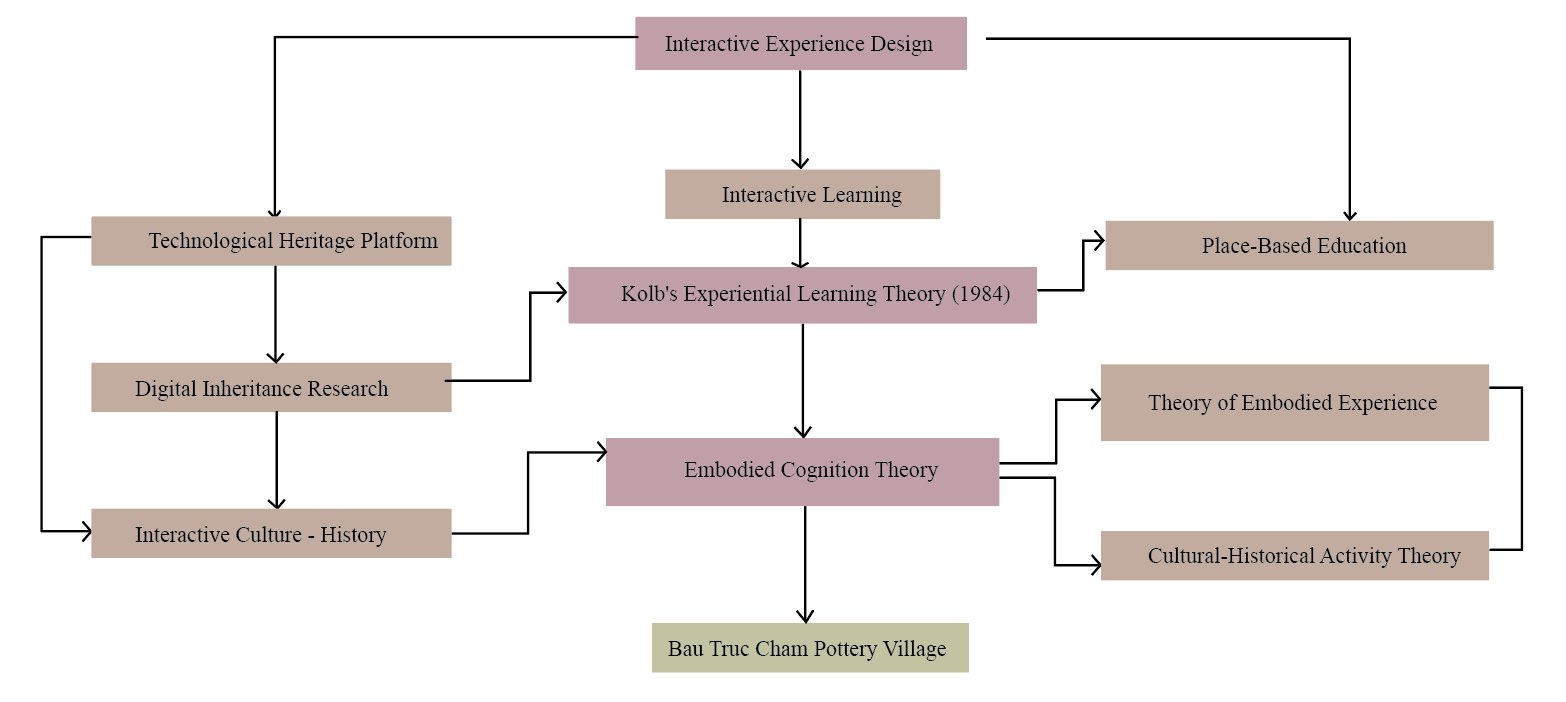 Interactive Experience Design
Interactive Learning
Technological Heritage Platform
Place-Based Education
Kolb's Experiential Learning Theory (1984)
Digital Inheritance Research
Theory of Embodied Experience
Embodied Cognition Theory
Interactive Culture - History
Cultural-Historical Activity Theory
Bau Truc Cham Pottery Village